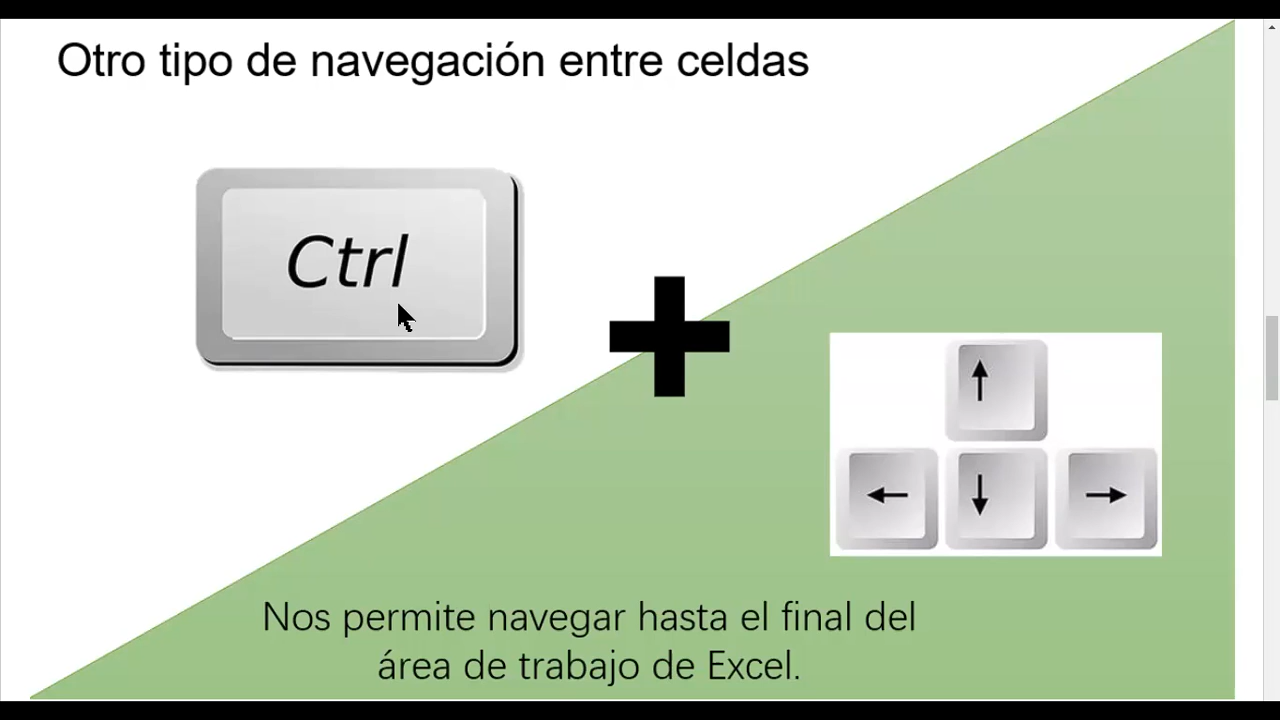 Otro tipo de navegación entre celdas
Ctrl
Nos permite navegar hasta el final del
área de trabajo de Excel.